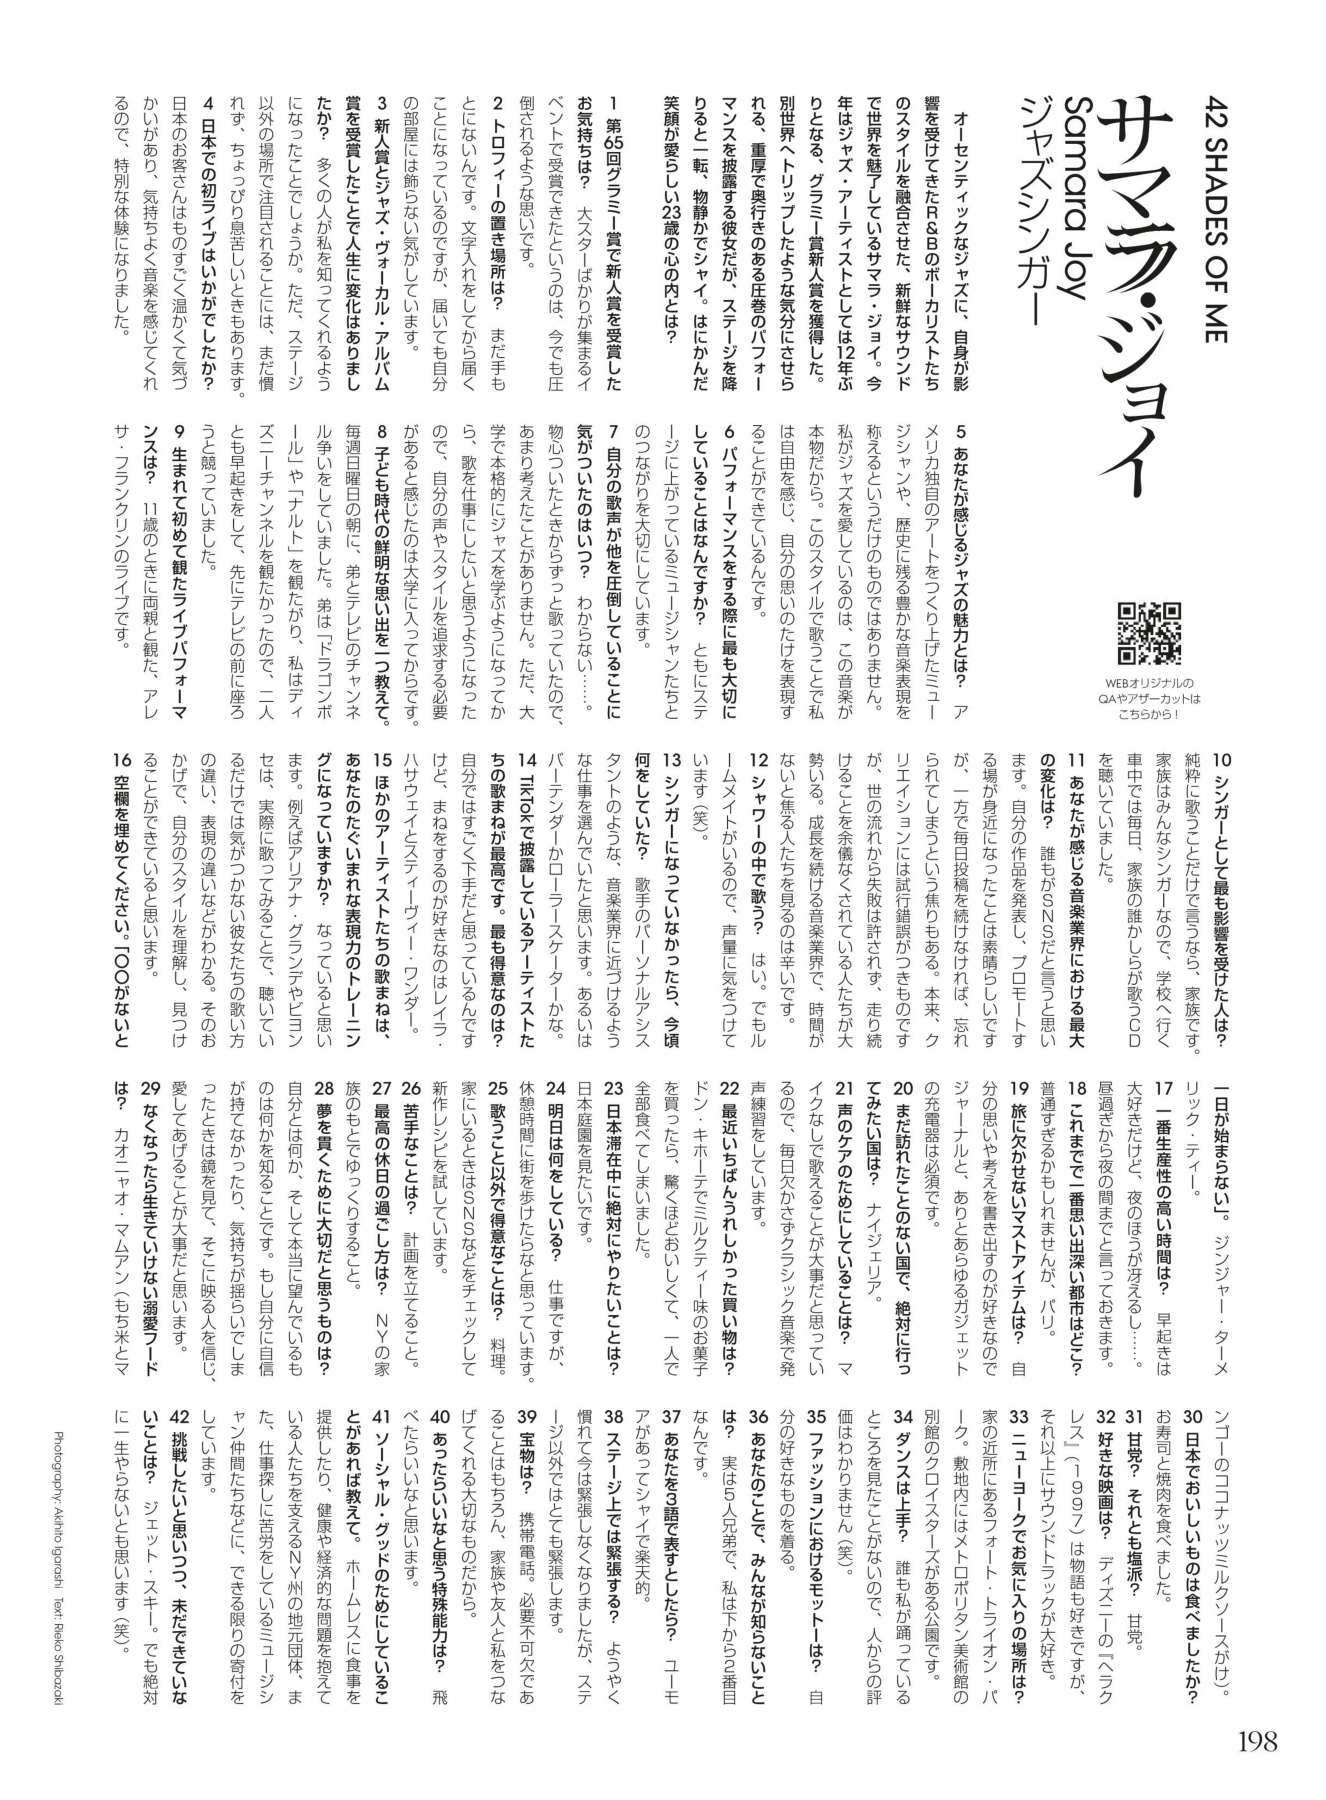 42 SHADES OF ME
サマラ・ジョイ
Samara Joy
ジャズシンガー
WEBオリジナルの
QAやアザーカットは
こちらから！
オーセンティックなジャズに、自身が影
響を受けてきたR&Bのボーカリストたち
のスタイルを融合させた、新鮮なサウンド
で世界を魅了しているサマラ・ジョイ。今
年はジャズ・アーティストとしては12年ぶ
りとなる、グラミー賞新人賞を獲得した。
別世界へトリップしたような気分にさせら
れる、重厚で奥行きのある圧巻のパフォー
マンスを披露する彼女だが、ステージを降
りると一転、物静かでシャイ。はにかんだ
笑顔が愛らしい23歳の心の内とは？
1 第65回グラミー賞で新人賞を受賞した
お気持ちは？ 大スターばかりが集まるイ
ベントで受賞できたというのは、今でも圧
倒されるような思いです。
2 トロフィーの置き場所は？ まだ手も
とにないんです。文字入れをしてから届く
ことになっているのですが、届いても自分
の部屋には飾らない気がしています。
3 新人賞とジャズ・ヴォーカル・アルバム
賞を受賞したことで人生に変化はありまし
たか？ 多くの人が私を知ってくれるよう
になったことでしょうか。ただ、ステージ
以外の場所で注目されることには、まだ慣
れず、ちょっぴり息苦しいときもあります。
4 日本での初ライブはいかがでしたか？
日本のお客さんはものすごく温かくて気づ
かいがあり、気持ちよく音楽を感じてくれ
るので、特別な体験になりました。
5 あなたが感じるジャズの魅力とは？ ア
メリカ独自のアートをつくり上げたミュー
ジシャンや、歴史に残る豊かな音楽表現を
称えるというだけのものではありません。
私がジャズを愛しているのは、この音楽が
本物だから。このスタイルで歌うことで私
は自由を感じ、自分の思いのたけを表現す
ることができているんです。
6 パフォーマンスをする際に最も大切に
していることはなんですか？ ともにステ
ージに上がっているミュージシャンたちと
のつながりを大切にしています。
7 自分の歌声が他を圧倒していることに
気がついたのはいつ？ わからない……。
物心ついたときからずっと歌っていたので、
あまり考えたことがありません。ただ、大
学で本格的にジャズを学ぶようになってか
ら、歌を仕事にしたいと思うようになった
ので、自分の声やスタイルを追求する必要
があると感じたのは大学に入ってからです。
8 子ども時代の鮮明な思い出を一つ教えて。
毎週日曜日の朝に、弟とテレビのチャンネ
ル争いをしていました。弟は「ドラゴンボ
ール」や「ナルト」を観たがり、私はディ
ズニーチャンネルを観たかったので、二人
とも早起きをして、先にテレビの前に座ろ
うと競っていました。
9 生まれて初めて観たライブパフォーマ
ンスは？ 11歳のときに両親と観た、アレ
サ・フランクリンのライブです。
10 シンガーとして最も影響を受けた人は？
純粋に歌うことだけで言うなら、家族です。
家族はみんなシンガーなので、学校へ行く
車中では毎日、家族の誰かしらが歌うCD
を聴いていました。
11 あなたが感じる音楽業界における最大
の変化は？ 誰もがSNSだと言うと思い
ます。自分の作品を発表し、プロモートす
る場が身近になったことは素晴らしいです
が、一方で毎日投稿を続けなければ、忘れ
られてしまうという焦りもある。本来、ク
リエイションには試行錯誤がつきものです
が、世の流れから失敗は許されず、走り続
けることを余儀なくされている人たちが大
勢いる。成長を続ける音楽業界で、時間が
ないと焦る人たちを見るのは辛いです。
12 シャワーの中で歌う？ はい。でもル
ームメイトがいるので、声量に気をつけて
います（笑）。
13 シンガーになっていなかったら、今頃
何をしていた？ 歌手のパーソナルアシス
タントのような、音楽業界に近づけるよう
な仕事を選んでいたと思います。あるいは
バーテンダーかローラースケーターかな。
14 TikTokで披露しているアーティストた
ちの歌まねが最高です。最も得意なのは？
自分ではすごく下手だと思っているんです
けど、まねをするのが好きなのはレイラ・
ハサウェイとスティーヴィー・ワンダー。
15 ほかのアーティストたちの歌まねは、
あなたのたぐいまれな表現力のトレーニン
グになっていますか？ なっていると思い
ます。例えばアリアナ・グランデやビヨン
セは、実際に歌ってみることで、聴いてい
るだけでは気がつかない彼女たちの歌い方
の違い、表現の違いなどがわかる。そのお
かげで、自分のスタイルを理解し、見つけ
ることができていると思います。
16 空欄を埋めてください。「〇〇がないと
一日が始まらない」。 ジンジャー・ターメ
リック・ティー。
17 一番生産性の高い時間は？ 早起きは
大好きだけど、夜のほうが冴えるし……。
昼過ぎから夜の間までと言っておきます。
18 これまでで一番思い出深い都市はどこ？
普通すぎるかもしれませんが、パリ。
19 旅に欠かせないマストアイテムは？ 自
分の思いや考えを書き出すのが好きなので
ジャーナルと、ありとあらゆるガジェット
の充電器は必須です。
20 まだ訪れたことのない国で、絶対に行っ
てみたい国は？ ナイジェリア。
21 声のケアのためにしていることは？ マ
イクなしで歌えることが大事だと思ってい
るので、毎日欠かさずクラシック音楽で発
声練習をしています。
22 最近いちばんうれしかった買い物は？
ドン・キホーテでミルクティー味のお菓子
を買ったら、驚くほどおいしくて、一人で
全部食べてしまいました。
23 日本滞在中に絶対にやりたいことは？
日本庭園を見たいです。
24 明日は何をしている？ 仕事ですが、
休憩時間に街を歩けたらなと思っています。
25 歌うこと以外で得意なことは？ 料理。
家にいるときはSNSなどをチェックして
新作レシピを試しています。
26 苦手なことは？ 計画を立てること。
27 最高の休日の過ごし方は？ NYの家
族のもとでゆっくりすること。
28 夢を貫くために大切だと思うものは？
自分とは何か、そして本当に望んでいるも
のは何かを知ることです。もし自分に自信
が持てなかったり、気持ちが揺らいでしま
ったときは鏡を見て、そこに映る人を信じ、
愛してあげることが大事だと思います。
29 なくなったら生きていけない溺愛フード
は？ カオニャオ・マムアン（もち米とマ
ンゴーのココナッツミルクソースがけ）。
30 日本でおいしいものは食べましたか？
お寿司と焼肉を食べました。
31 甘党？ それとも塩派？ 甘党。
32 好きな映画は？ ディズニーの『ヘラク
レス』（1997）は物語も好きですが、
それ以上にサウンドトラックが大好き。
33 ニューヨークでお気に入りの場所は？
家の近所にあるフォート・トライオン・パ
ーク。敷地内にはメトロポリタン美術館の
別館のクロイスターズがある公園です。
34 ダンスは上手？ 誰も私が踊っている
ところを見たことがないので、人からの評
価はわかりません（笑）。
35 ファッションにおけるモットーは？ 自
分の好きなものを着る。
36 あなたのことで、みんなが知らないこと
は？ 実は5人兄弟で、私は下から2番目
なんです。
37 あなたを3語で表すとしたら？ ユーモ
アがあってシャイで楽天的。
38 ステージ上では緊張する？ ようやく
慣れて今は緊張しなくなりましたが、ステ
ージ以外ではとても緊張します。
39 宝物は？ 携帯電話。必要不可欠であ
ることはもちろん、家族や友人と私をつな
げてくれる大切なものだから。
40 あったらいいなと思う特殊能力は？ 飛
べたらいいなと思います。
41 ソーシャル・グッドのためにしているこ
とがあれば教えて。 ホームレスに食事を
提供したり、健康や経済的な問題を抱えて
いる人たちを支えるNY州の地元団体、ま
た、仕事探しに苦労をしているミュージシ
ャン仲間たちなどに、できる限りの寄付を
しています。
42 挑戦したいと思いつつ、未だできていな
いことは？ ジェット・スキー。でも絶対
に一生やらないとも思います（笑）。
Photography: Akihito Igarashi Text: Rieko Shibazaki
198